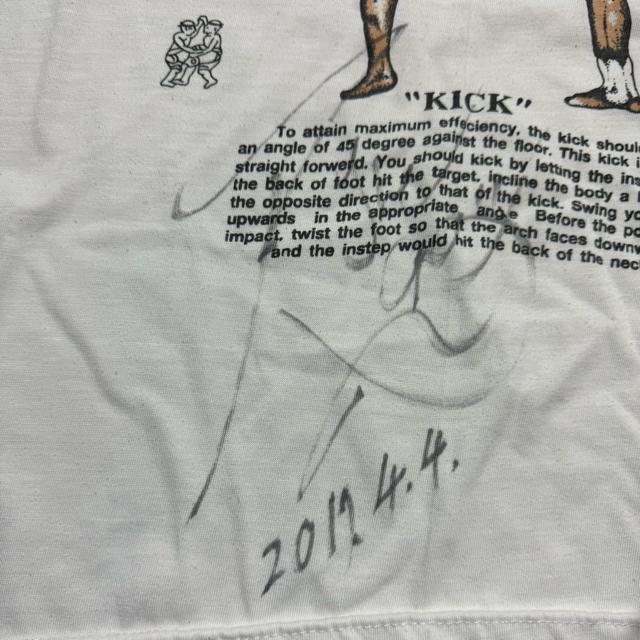 "KICK"
To attain maximum effeciency, the kick shoul
an angle of 45 degree against the floor. This kick i
straight forwerd. You should kick by letting the ins
the back of foot hit the target. incline the body a
the opposite direction to that of the kick. Swing yo
upwards in the appropriate angle Before the po
impact. twist the foot so that the arch faces downw
and the instep would hit the back of the nec
2017. 4. 4.